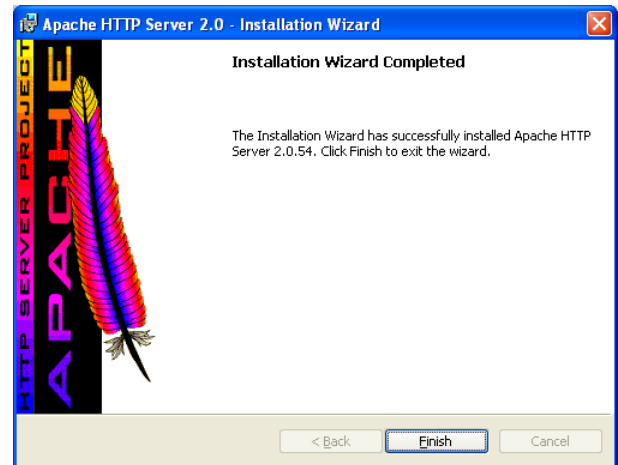 Apache HTTP Server 2.0 - Installation Wizard
HTTP SERVER PROJECT
APACHE
Installation Wizard Completed
The Installation Wizard has successfully installed Apache HTTP
Server 2.0.54. Click Finish to exit the wizard.
< Back
Finish
Cancel